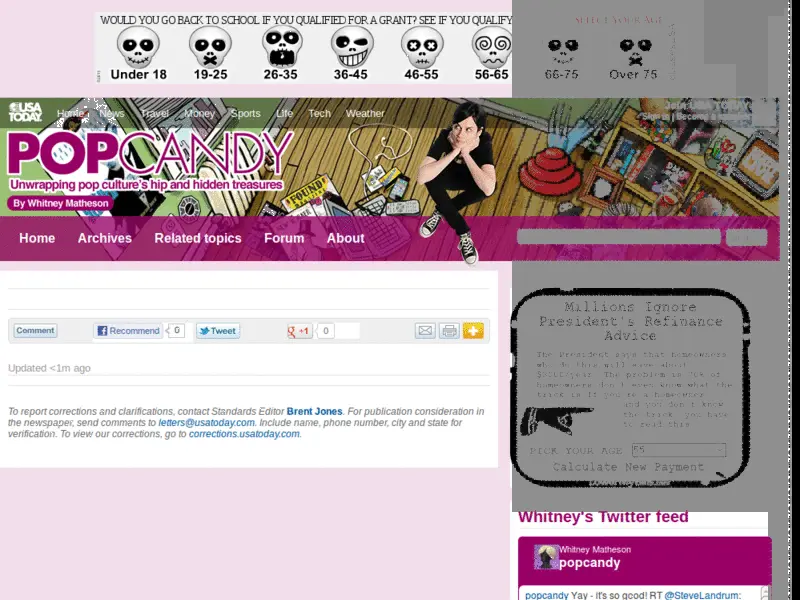 WOULD YOU GO BACK TO SCHOOL IF YOU QUALIFIED FOR A GRANT? SEE IF YOU QUALIFY
SELECT YOUR AGE
Under 18 19-25 26-35 36-45 46-55 56-65 66-75 Over 75
USA TODAY
Home News Travel Money Sports Life Tech Weather
Join USA TODAY
Sign in | Become a
POPCANDY
Unwrapping pop culture's hip and hidden treasures
By Whitney Matheson
FOUND
Home Archives Related topics Forum About
Comment Recommend 0 Tweet +1 0
Updated <1m ago
To report corrections and clarifications, contact Standards Editor Brent Jones. For publication consideration in
the newspaper, send comments to letters@usatoday.com. Include name, phone number, city and state for
verification. To view our corrections, go to corrections.usatoday.com.
Millions Ignore
President's Refinance
Advice
The President says that homeowners
who do this will save about
The problem is 70% of
homeowners don't even know what the
trick is If you're a homeowner
and you don't know
the trick, you have
to read this
PICK YOUR AGE 55
Calculate New Payment
Whitney's Twitter feed
Whitney Matheson
popcandy
popcandy Yay - it's so good! RT @SteveLandrum: